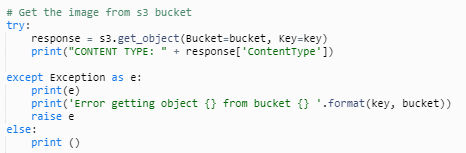 # Get the image from s3 bucket
try:
    response = s3.get_object(Bucket=bucket, Key=key)
    print("CONTENT TYPE: " + response['ContentType'])

except Exception as e:
    print(e)
    print('Error getting object {} from bucket {} '.format(key, bucket))
    raise e
else:
    print ()